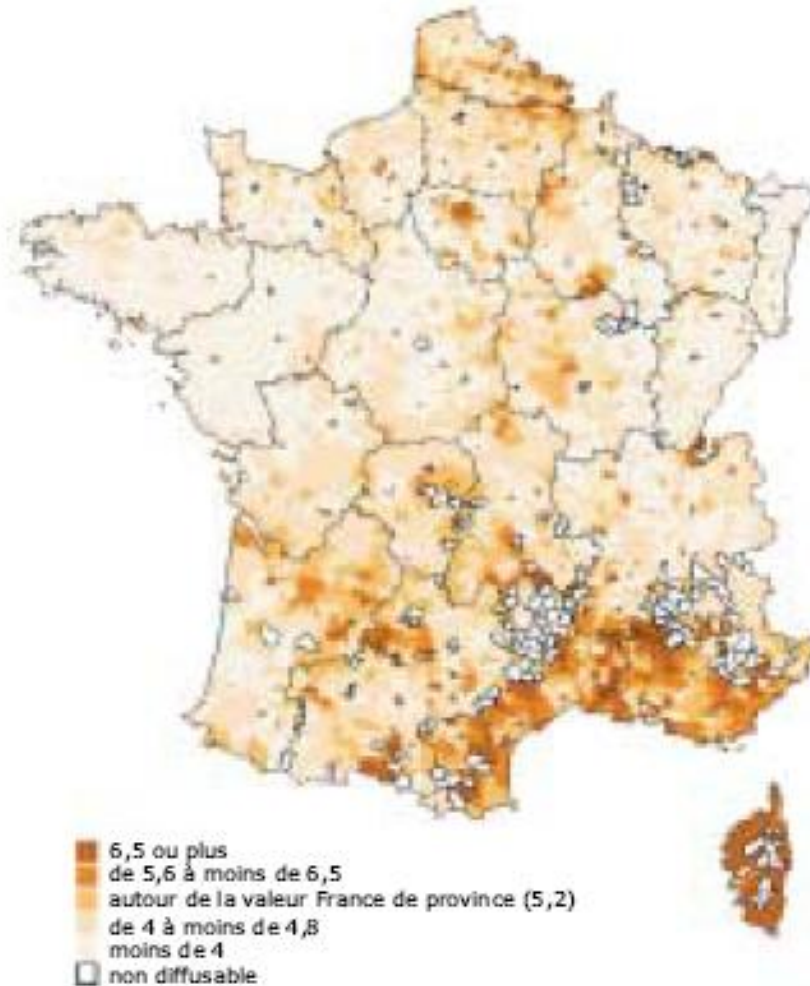 6,5 ou plus
de 5,6 à moins de 6,5
autour de la valeur France de province (5,2)
de 4 à moins de 4,8
moins de 4
non diffusable